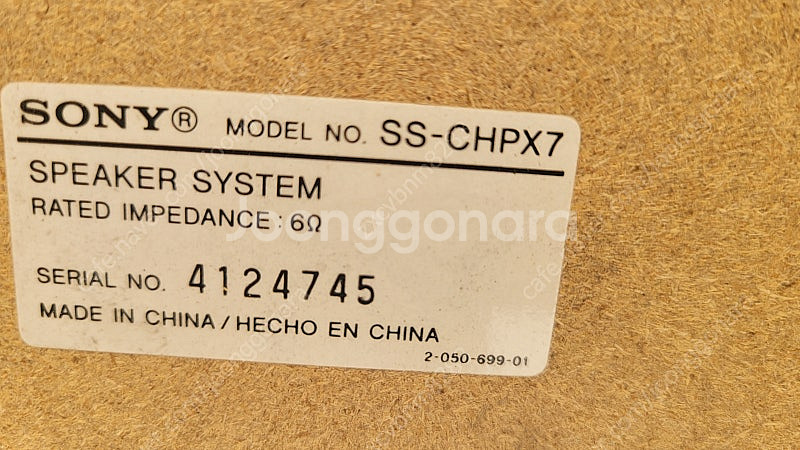 SONY® MODEL NO. SS-CHPX7
SPEAKER SYSTEM
RATED IMPEDANCE : 6Ω
Joonggonara
SERIAL NO. 4124745
MADE IN CHINA / HECHO EN CHINA
2-050-699-01